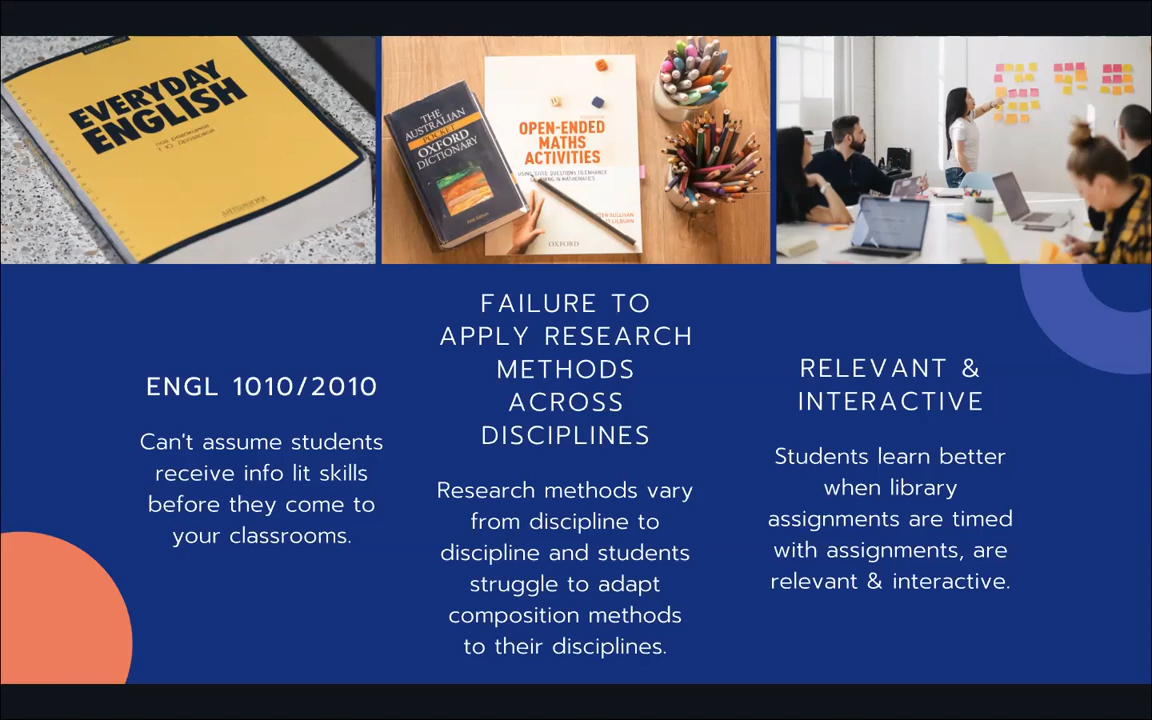 EVERYDAY
ENGLISH
THE
AUSTRALIAN
POCKET
OXFORD
DICTIONARY
OPEN-ENDED
MATHS
ACTIVITIES
OXFORD
ENGL 1010/2010
Can't assume students
receive info lit skills
before they come to
your classrooms.
FAILURE TO
APPLY RESEARCH
METHODS
ACROSS
DISCIPLINES
Research methods vary
from discipline to
discipline and students
struggle to adapt
composition methods
to their disciplines.
RELEVANT &
INTERACTIVE
Students learn better
when library
assignments are timed
with assignments, are
relevant & interactive.